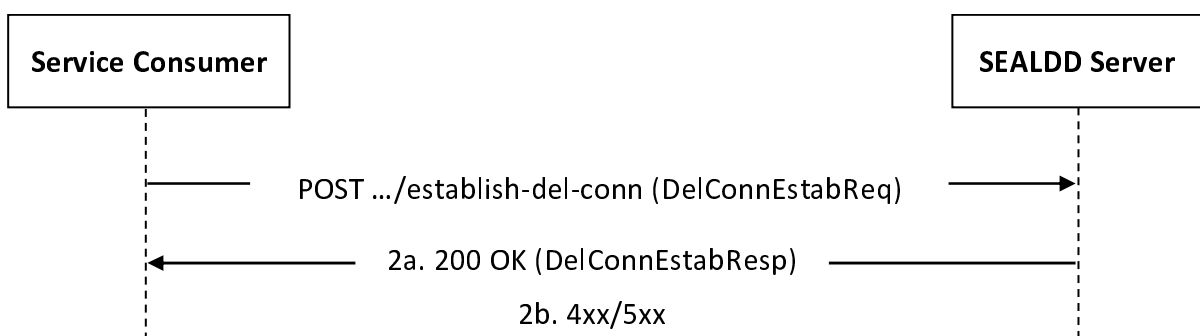 Service Consumer
SEALDD Server
POST .../establish-del-conn (DelConnEstabReq)
2a. 200 OK (DelConnEstabResp)
2b. 4xx/5xx